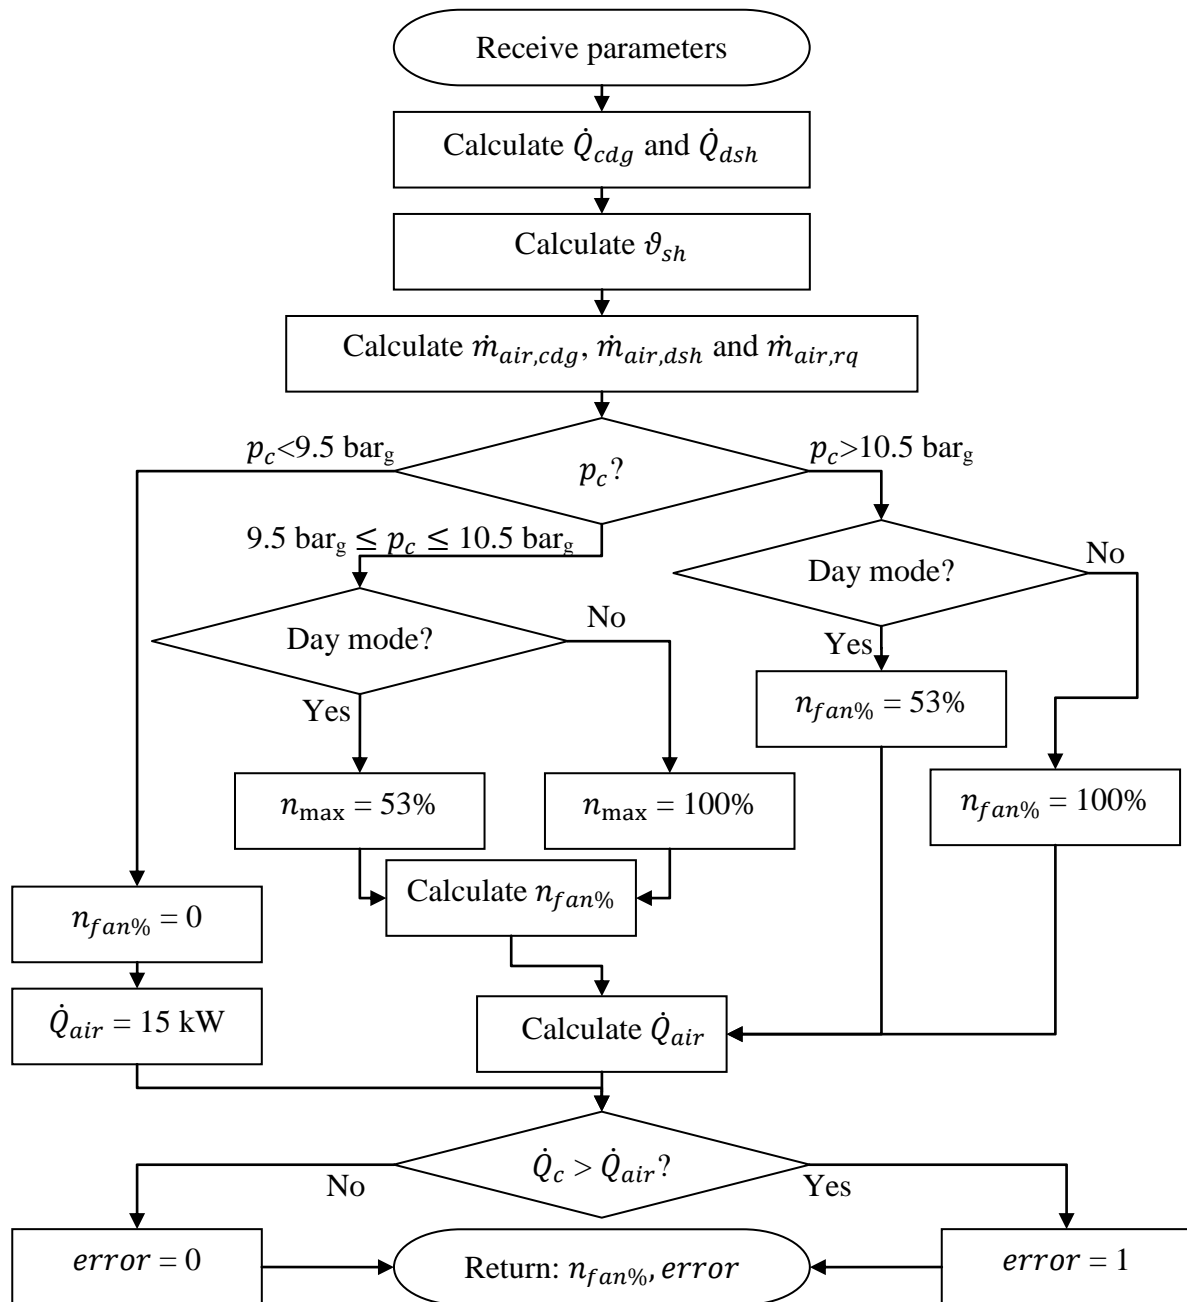 Receive parameters
Calculate Q̇_cdg and Q̇_dsh
Calculate ϑ_sh
Calculate ṁ_air,cdg, ṁ_air,dsh and ṁ_air,rq
p_c<9.5 bar_g
p_c?
p_c>10.5 bar_g
9.5 bar_g ≤ p_c ≤ 10.5 bar_g
Day mode?
No
Day mode?
No
Yes
Yes
n_fan% = 53%
n_max = 53%
n_max = 100%
n_fan% = 100%
Calculate n_fan%
n_fan% = 0
Q̇_air = 15 kW
Calculate Q̇_air
Q̇_c > Q̇_air?
No
Yes
error = 0
Return: n_fan%, error
error = 1